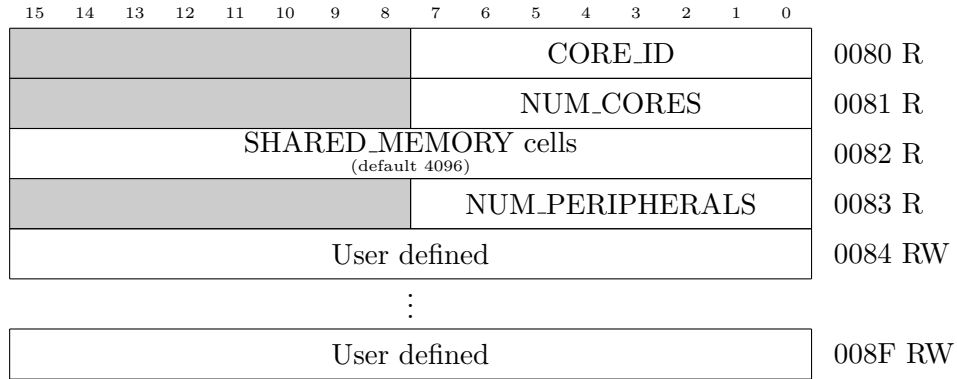 15 14 13 12 11 10 9 8 7 6 5 4 3 2 1 0
CORE_ID 0080 R
NUM_CORES 0081 R
SHARED_MEMORY cells 0082 R
(default 4096)
NUM_PERIPHERALS 0083 R
User defined 0084 RW
⋮
User defined 008F RW